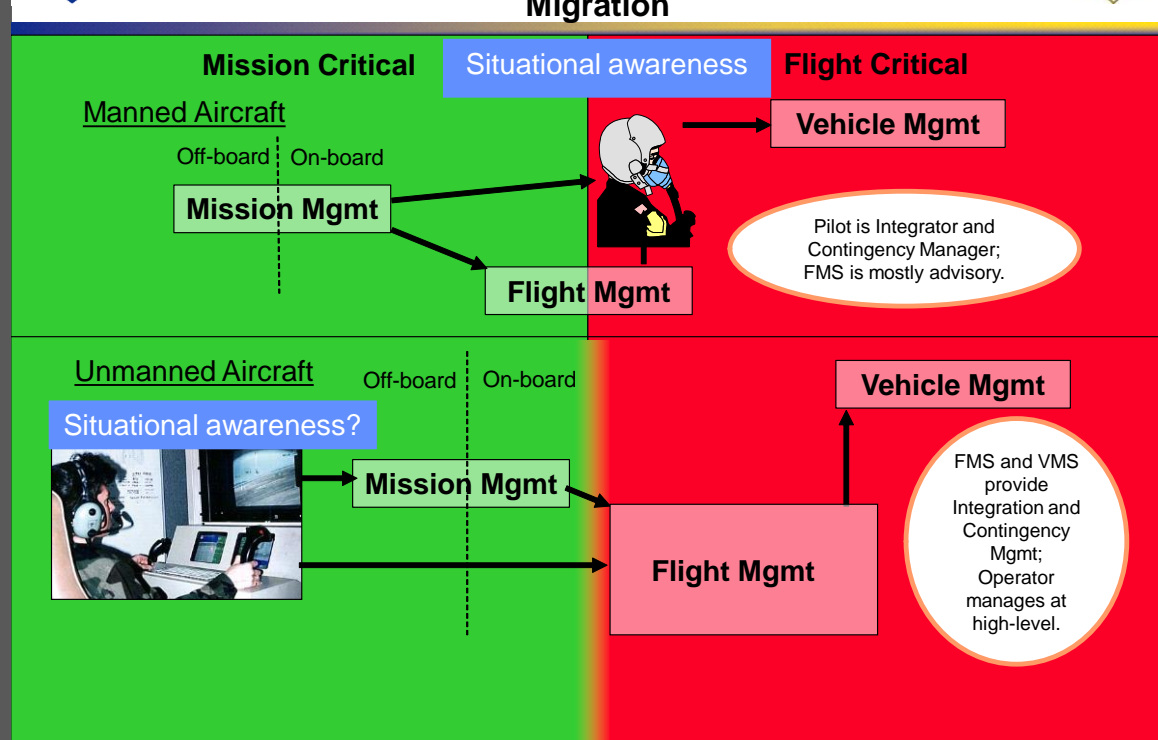 Migration
Mission Critical
Situational awareness
Flight Critical
Manned Aircraft
Off-board
On-board
Mission Mgmt
Flight Mgmt
Vehicle Mgmt
Pilot is Integrator and
Contingency Manager;
FMS is mostly advisory.
Unmanned Aircraft
Off-board
On-board
Situational awareness?
Mission Mgmt
Flight Mgmt
Vehicle Mgmt
FMS and VMS
provide
Integration and
Contingency
Mgmt;
Operator
manages at
high-level.